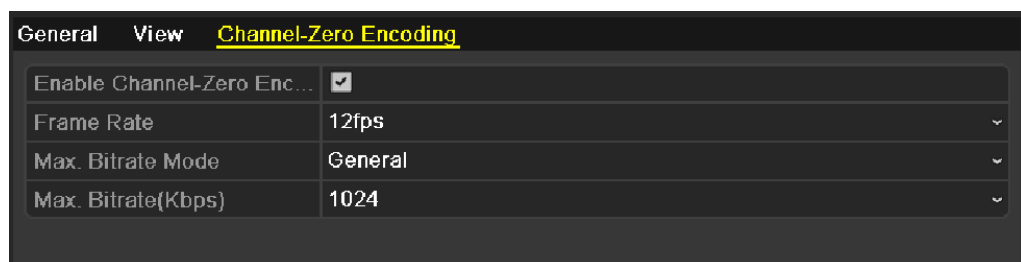 General View Channel-Zero Encoding
Enable Channel-Zero Enc...
Frame Rate 12fps
Max. Bitrate Mode General
Max. Bitrate(Kbps) 1024